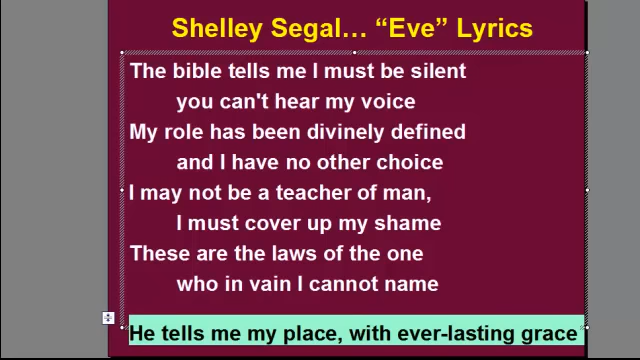 Shelley Segal… “Eve” Lyrics
The bible tells me I must be silent
you can't hear my voice
My role has been divinely defined
and I have no other choice
I may not be a teacher of man,
I must cover up my shame
These are the laws of the one
who in vain I cannot name
He tells me my place, with ever-lasting grace